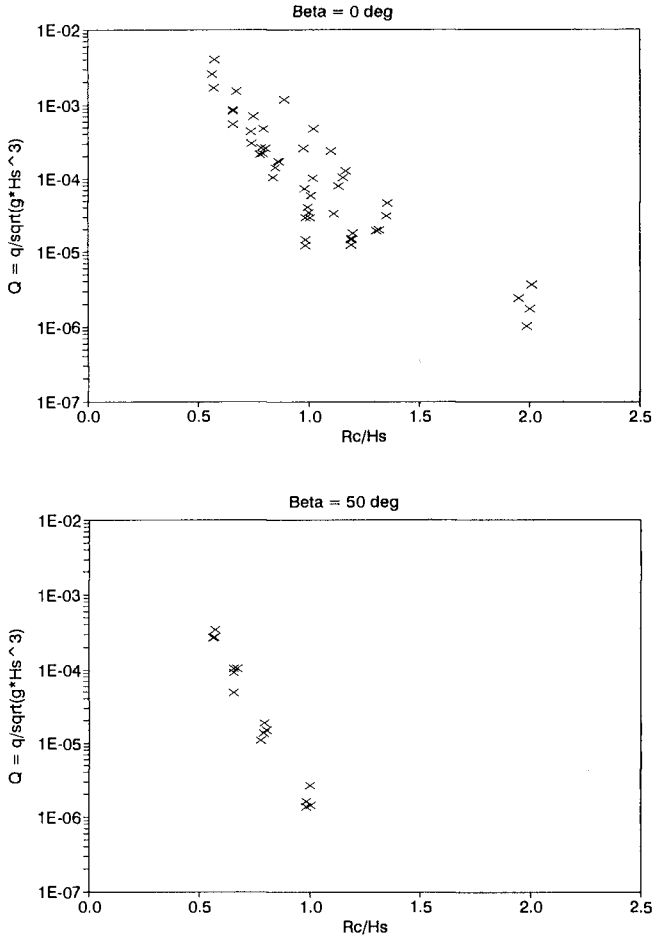 Beta = 0 deg
Q = q/sqrt(g*Hs^3)
1E-02
1E-03
1E-04
1E-05
1E-06
1E-07
0.0 0.5 1.0 1.5 2.0 2.5
Rc/Hs
Beta = 50 deg
Q = q/sqrt(g*Hs^3)
1E-02
1E-03
1E-04
1E-05
1E-06
1E-07
0.0 0.5 1.0 1.5 2.0 2.5
Rc/Hs